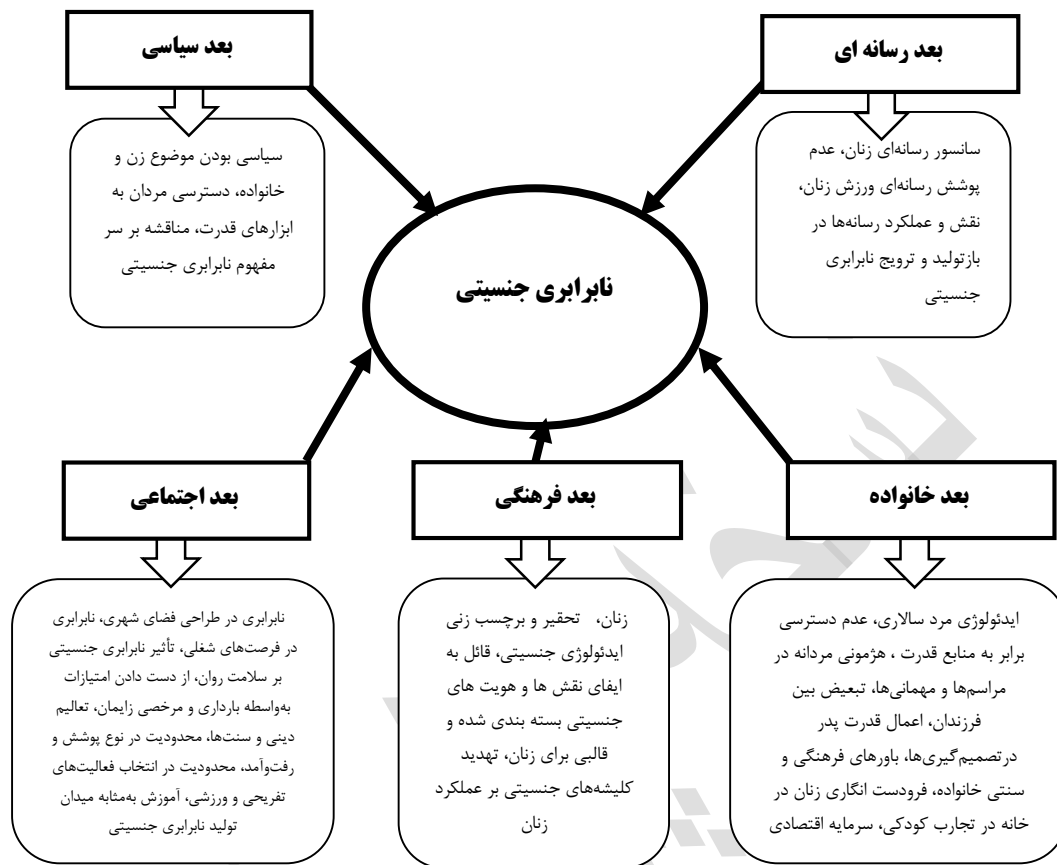 بعد رسانه ای
سانسور رسانه‌ای زنان، عدم
پوشش رسانه‌ای ورزش زنان،
نقش و عملکرد رسانه‌ها در
بازتولید و ترویج نابرابری
جنسیتی
بعد سیاسی
سیاسی بودن موضوع زن و
خانواده، دسترسی مردان به
ابزارهای قدرت، مناقشه بر سر
مفهوم نابرابری جنسیتی
نابرابری جنسیتی
بعد خانواده
ایدئولوژی مرد سالاری، عدم دسترسی
برابر به منابع قدرت ، هژمونی مردانه در
مراسم‌ها و مهمانی‌ها، تبعیض بین
فرزندان، اعمال قدرت پدر
درتصمیم‌گیری‌ها، باورهای فرهنگی و
سنتی خانواده، فرودست انگاری زنان در
خانه در تجارب کودکی، سرمایه اقتصادی
بعد فرهنگی
زنان، تحقیر و برچسب زنی
ایدئولوژی جنسیتی، قائل به
ایفای نقش ها و هویت های
جنسیتی بسته بندی شده و
قالبی برای زنان، تهدید
کلیشه‌های جنسیتی بر عملکرد
زنان
بعد اجتماعی
نابرابری در طراحی فضای شهری، نابرابری
در فرصت‌های شغلی، تأثیر نابرابری جنسیتی
بر سلامت روان، از دست دادن امتیازات
به‌واسطه بارداری و مرخصی زایمان، تعالیم
دینی و سنت‌ها، محدودیت در نوع پوشش و
رفت‌وآمد، محدودیت در انتخاب فعالیت‌های
تفریحی و ورزشی، آموزش به‌مثابه میدان
تولید نابرابری جنسیتی